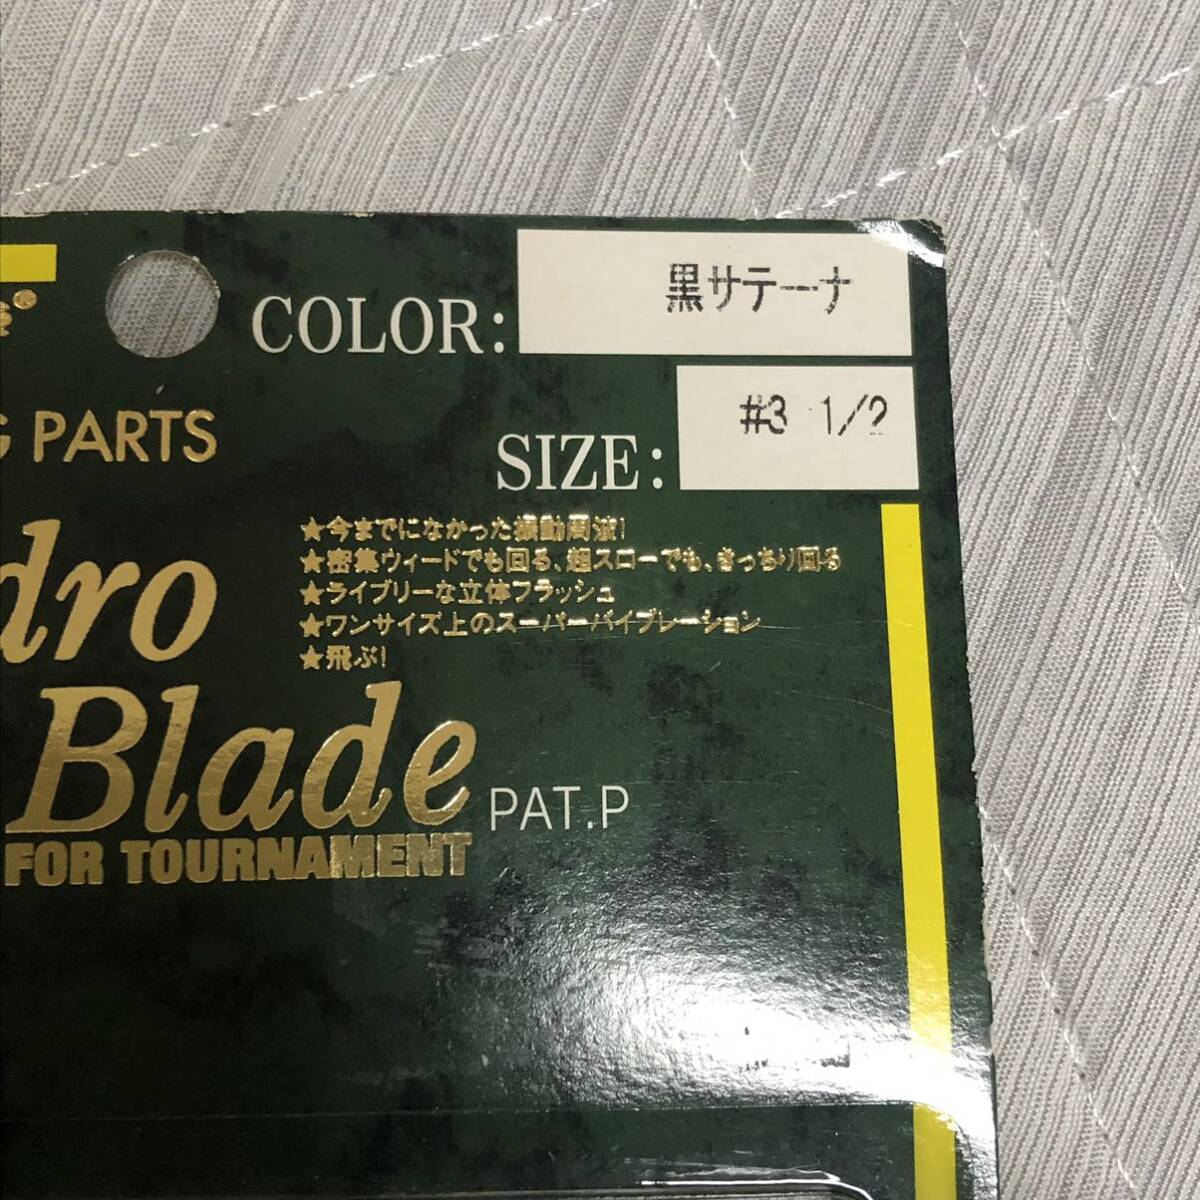 COLOR: 黒サテーナ
SIZE: #3 1/2
G PARTS
★今までになかった振動周波!
★密集ウィードでも回る、超スローでも、きっちり回る
★ライブリーな立体フラッシュ
★ワンサイズ上のスーパーバイブレーション
★飛ぶ!
dro
Blade PAT.P
FOR TOURNAMENT